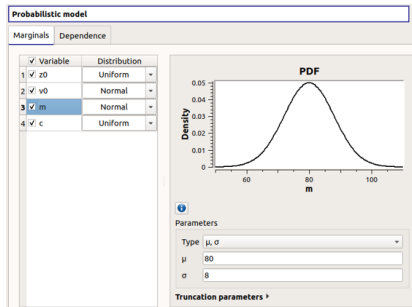 Probabilistic model
Marginals Dependence
Variable Distribution
1 z0 Uniform
2 v0 Normal
3 m Normal
4 c Uniform
PDF
Density
0.05
0.04
0.03
0.02
0.01
0
60 80 100
m
Parameters
Type μ, σ
μ 80
σ 8
Truncation parameters